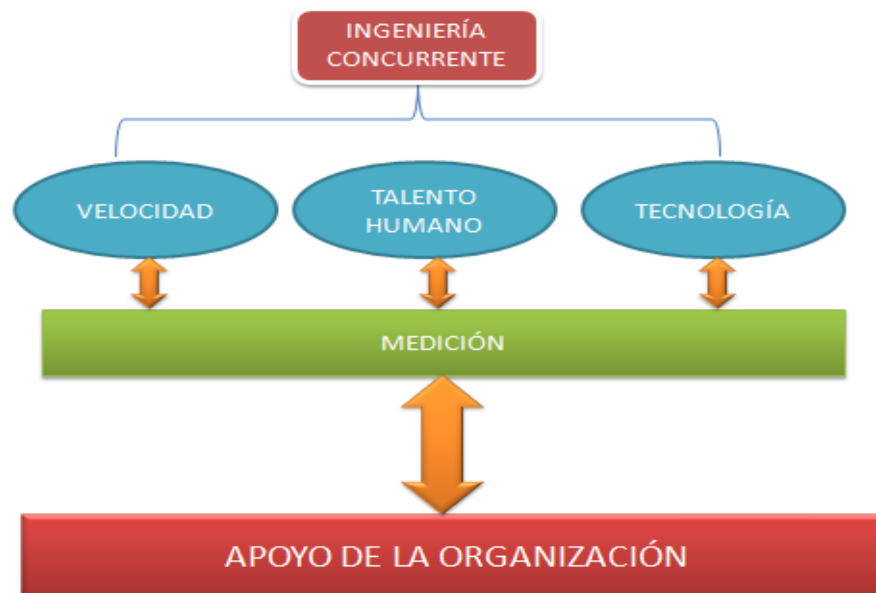 INGENIERÍA
CONCURRENTE
VELOCIDAD
TALENTO
HUMANO
TECNOLOGÍA
MEDICIÓN
APOYO DE LA ORGANIZACIÓN